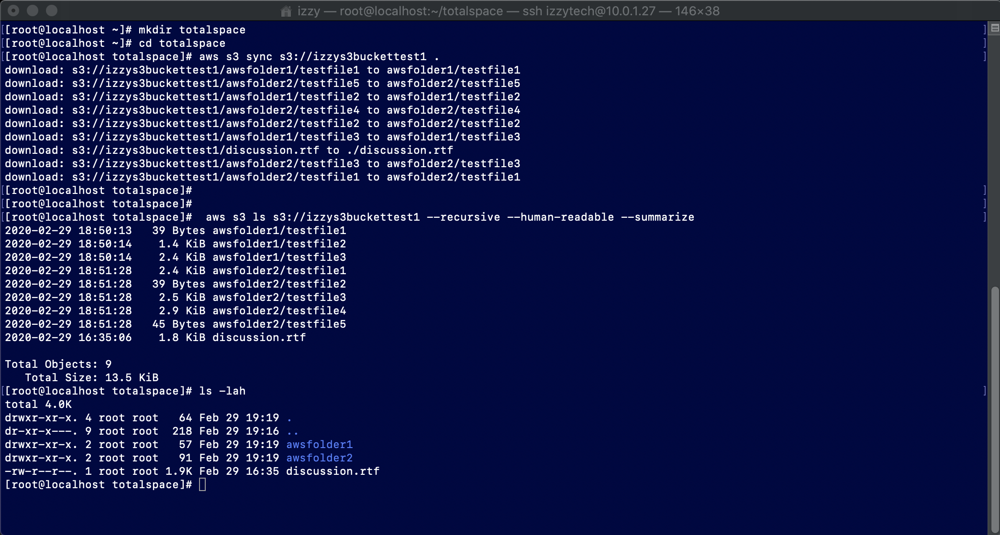 izzy — root@localhost:~/totalspace — ssh izzytech@10.0.1.27 — 146×38
[[root@localhost ~]# mkdir totalspace ]
[[root@localhost ~]# cd totalspace ]
[[root@localhost totalspace]# aws s3 sync s3://izzys3buckettest1 . ]
download: s3://izzys3buckettest1/awsfolder1/testfile1 to awsfolder1/testfile1
download: s3://izzys3buckettest1/awsfolder2/testfile5 to awsfolder2/testfile5
download: s3://izzys3buckettest1/awsfolder1/testfile2 to awsfolder1/testfile2
download: s3://izzys3buckettest1/awsfolder2/testfile4 to awsfolder2/testfile4
download: s3://izzys3buckettest1/awsfolder2/testfile2 to awsfolder2/testfile2
download: s3://izzys3buckettest1/awsfolder1/testfile3 to awsfolder1/testfile3
download: s3://izzys3buckettest1/discussion.rtf to ./discussion.rtf
download: s3://izzys3buckettest1/awsfolder2/testfile3 to awsfolder2/testfile3
download: s3://izzys3buckettest1/awsfolder2/testfile1 to awsfolder2/testfile1
[[root@localhost totalspace]# ]
[[root@localhost totalspace]# ]
[[root@localhost totalspace]#  aws s3 ls s3://izzys3buckettest1 --recursive --human-readable --summarize ]
2020-02-29 18:50:13   39 Bytes awsfolder1/testfile1
2020-02-29 18:50:14    1.4 KiB awsfolder1/testfile2
2020-02-29 18:50:14    2.4 KiB awsfolder1/testfile3
2020-02-29 18:51:28    2.4 KiB awsfolder2/testfile1
2020-02-29 18:51:28   39 Bytes awsfolder2/testfile2
2020-02-29 18:51:28    2.5 KiB awsfolder2/testfile3
2020-02-29 18:51:28    2.9 KiB awsfolder2/testfile4
2020-02-29 18:51:28   45 Bytes awsfolder2/testfile5
2020-02-29 16:35:06    1.8 KiB discussion.rtf
Total Objects: 9
   Total Size: 13.5 KiB
[[root@localhost totalspace]# ls -lah ]
total 4.0K
drwxr-xr-x. 4 root root   64 Feb 29 19:19 .
dr-xr-x---. 9 root root  218 Feb 29 19:16 ..
drwxr-xr-x. 2 root root   57 Feb 29 19:19 awsfolder1
drwxr-xr-x. 2 root root   91 Feb 29 19:19 awsfolder2
-rw-r--r--. 1 root root 1.9K Feb 29 16:35 discussion.rtf
[root@localhost totalspace]#